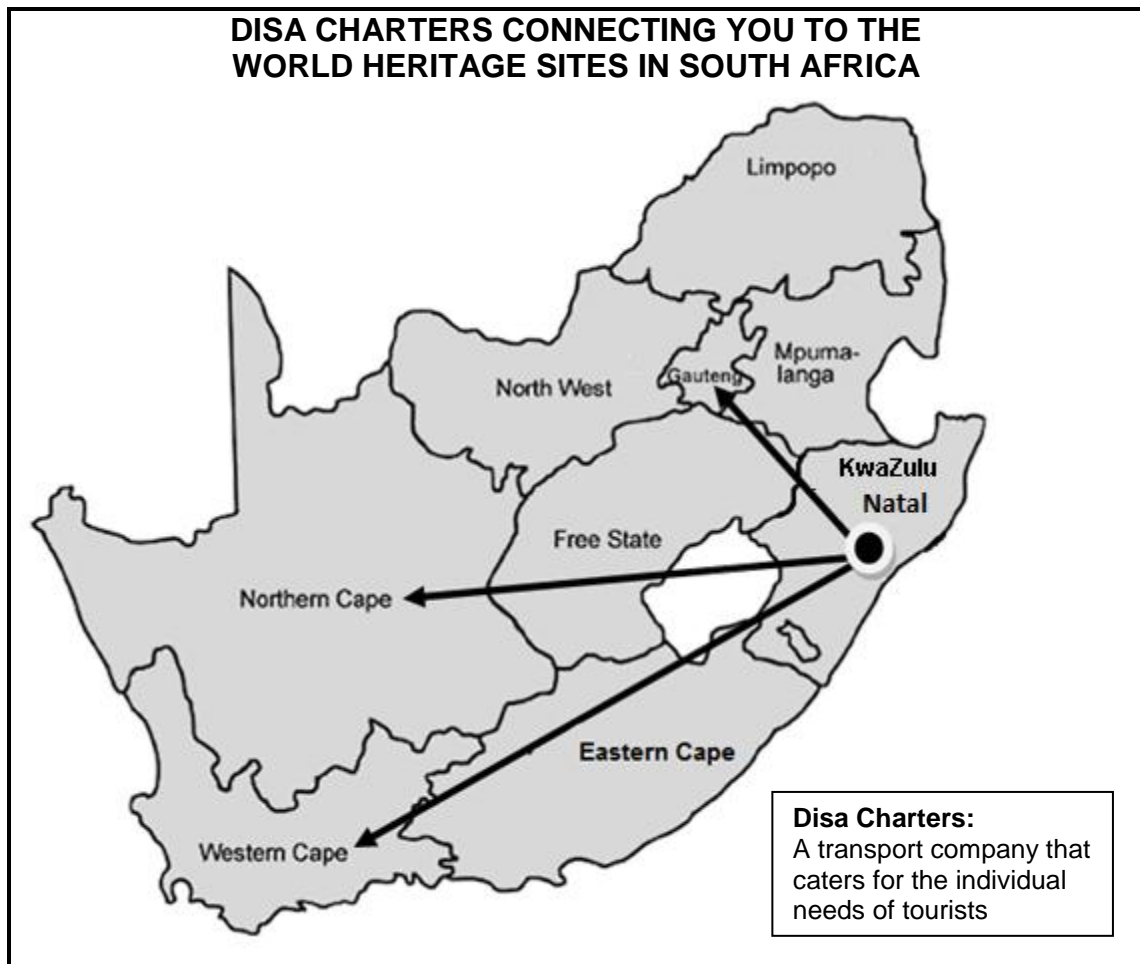 DISA CHARTERS CONNECTING YOU TO THE
WORLD HERITAGE SITES IN SOUTH AFRICA
Limpopo
Mpuma-
langa
Gauteng
North West
KwaZulu
Natal
Free State
Northern Cape
Eastern Cape
Western Cape
Disa Charters:
A transport company that
caters for the individual
needs of tourists